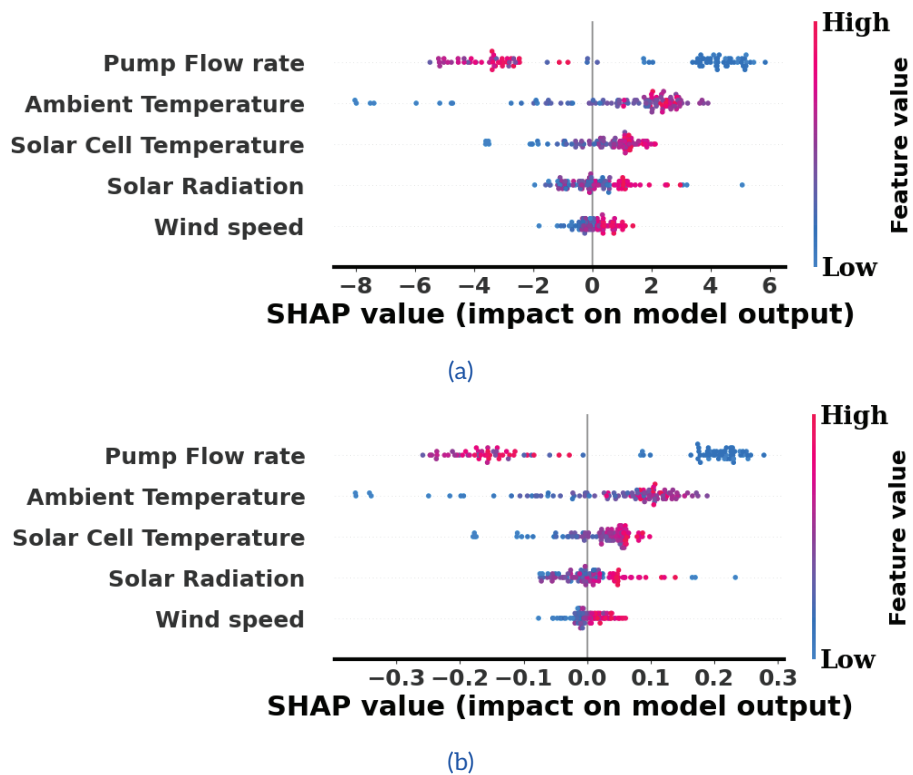 High
Pump Flow rate
Ambient Temperature
Solar Cell Temperature
Solar Radiation
Wind speed
Feature value
Low
−8 −6 −4 −2 0 2 4 6
SHAP value (impact on model output)
(a)
High
Pump Flow rate
Ambient Temperature
Solar Cell Temperature
Solar Radiation
Wind speed
Feature value
Low
−0.3 −0.2 −0.1 0.0 0.1 0.2 0.3
SHAP value (impact on model output)
(b)